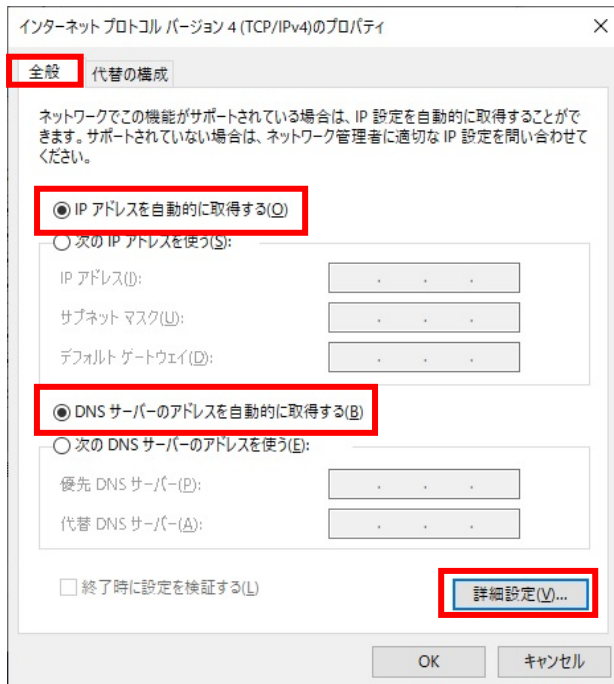 インターネット プロトコル バージョン 4 (TCP/IPv4)のプロパティ
全般
代替の構成
ネットワークでこの機能がサポートされている場合は、IP 設定を自動的に取得することがで
きます。サポートされていない場合は、ネットワーク管理者に適切な IP 設定を問い合わせて
ください。
IP アドレスを自動的に取得する(O)
次の IP アドレスを使う(S):
IP アドレス(I):
サブネット マスク(U):
デフォルト ゲートウェイ(D):
DNS サーバーのアドレスを自動的に取得する(B)
次の DNS サーバーのアドレスを使う(E):
優先 DNS サーバー(P):
代替 DNS サーバー(A):
終了時に設定を検証する(L)
詳細設定(V)...
OK
キャンセル